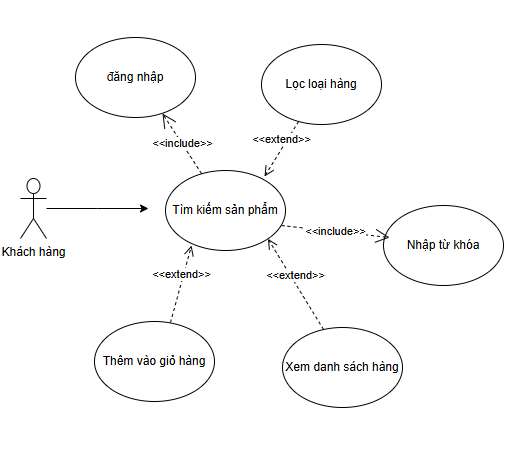 đăng nhập
Lọc loại hàng
<<include>>
<<extend>>
Tìm kiếm sản phẩm
Khách hàng
<<include>>
Nhập từ khóa
<<extend>>
<<extend>>
Thêm vào giỏ hàng
Xem danh sách hàng